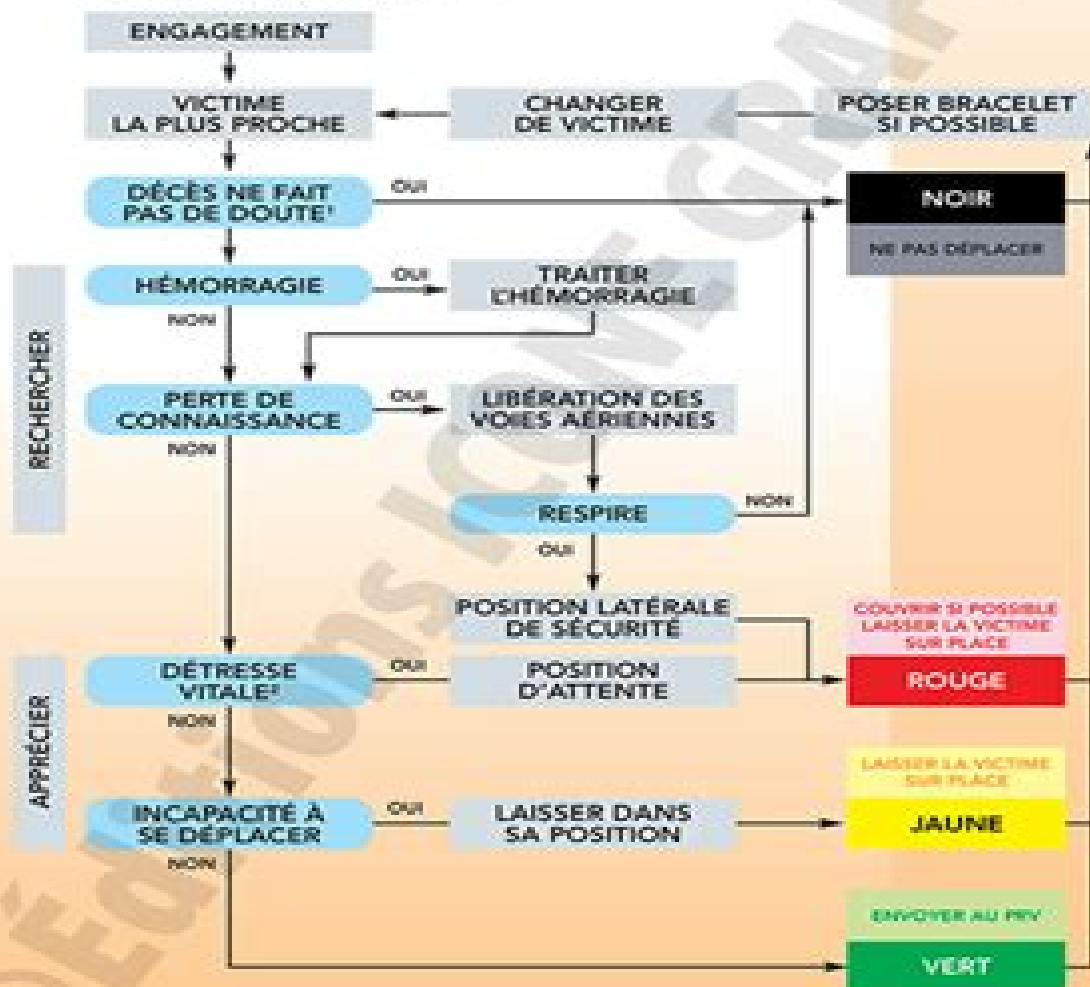 ENGAGEMENT
VICTIME
LA PLUS PROCHE
CHANGER
DE VICTIME
POSER BRACELET
SI POSSIBLE
DÉCÈS NE FAIT
PAS DE DOUTE¹
OUI
NOIR
NE PAS DÉPLACER
RECHERCHER
HÉMORRAGIE
OUI
TRAITER
L'HÉMORRAGIE
NON
PERTE DE
CONNAISSANCE
OUI
LIBÉRATION DES
VOIES AÉRIENNES
NON
RESPIRE
NON
OUI
POSITION LATÉRALE
DE SÉCURITÉ
COUVRIR SI POSSIBLE
LAISSER LA VICTIME
SUR PLACE
APPRÉCIER
DÉTRESSE
VITALE²
OUI
POSITION
D'ATTENTE
ROUGE
NON
LAISSER LA VICTIME
SUR PLACE
INCAPACITÉ À
SE DÉPLACER
OUI
LAISSER DANS
SA POSITION
JAUNE
NON
ENVOYER AU PRV
VERT
Éditions ICONE GRAP